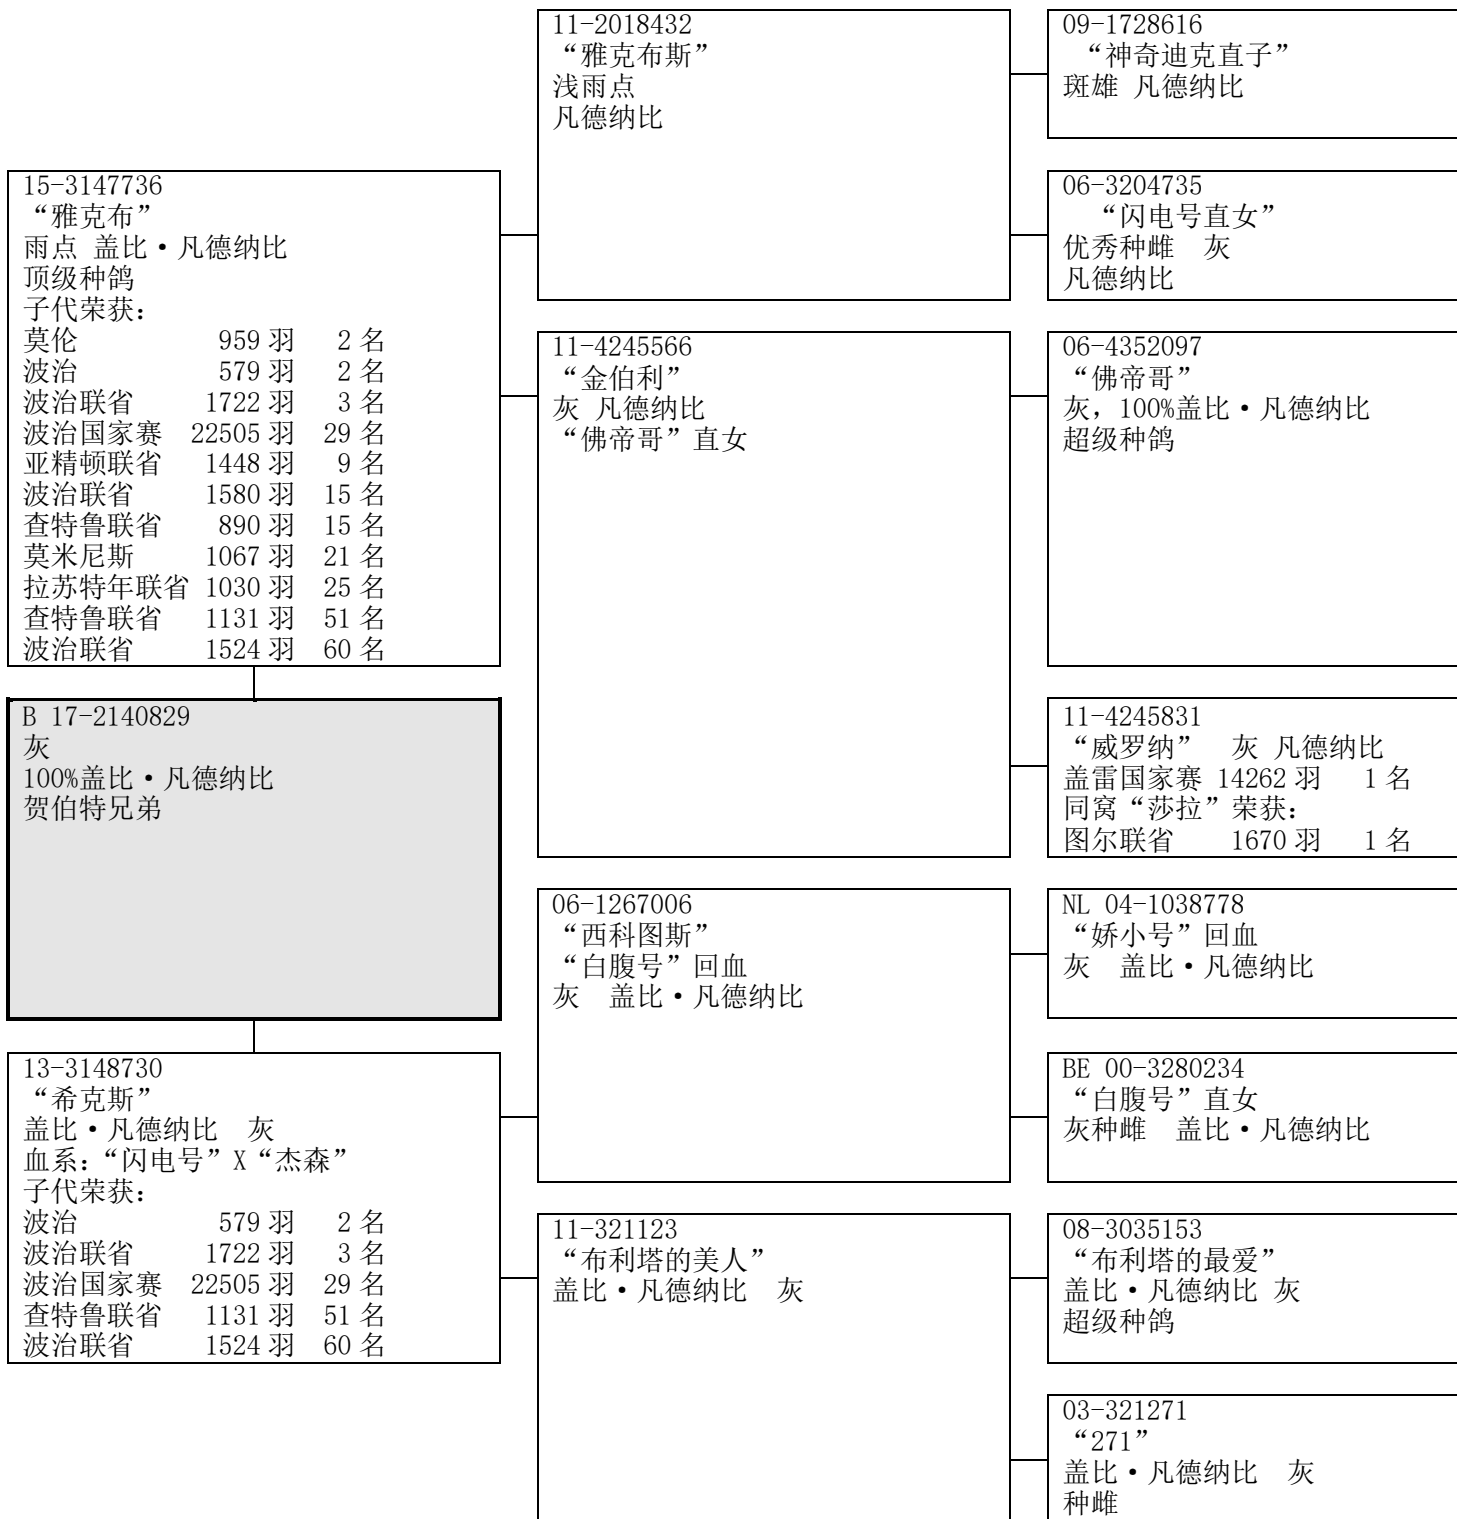 15-3147736
“雅克布”
雨点 盖比·凡德纳比
顶级种鸽
子代荣获：
莫伦 959 羽 2 名
波治 579 羽 2 名
波治联省 1722 羽 3 名
波治国家赛 22505 羽 29 名
亚精顿联省 1448 羽 9 名
波治联省 1580 羽 15 名
查特鲁联省 890 羽 15 名
莫米尼斯 1067 羽 21 名
拉苏特年联省 1030 羽 25 名
查特鲁联省 1131 羽 51 名
波治联省 1524 羽 60 名
B 17-2140829
灰
100%盖比·凡德纳比
贺伯特兄弟
13-3148730
“希克斯”
盖比·凡德纳比 灰
血系：“闪电号”X“杰森”
子代荣获：
波治 579 羽 2 名
波治联省 1722 羽 3 名
波治国家赛 22505 羽 29 名
查特鲁联省 1131 羽 51 名
波治联省 1524 羽 60 名
11-2018432
“雅克布斯”
浅雨点
凡德纳比
11-4245566
“金伯利”
灰 凡德纳比
“佛帝哥”直女
06-1267006
“西科图斯”
“白腹号”回血
灰 盖比·凡德纳比
11-321123
“布利塔的美人”
盖比·凡德纳比 灰
09-1728616
“神奇迪克直子”
斑雄 凡德纳比
06-3204735
“闪电号直女”
优秀种雌 灰
凡德纳比
06-4352097
“佛帝哥”
灰，100%盖比·凡德纳比
超级种鸽
11-4245831
“威罗纳” 灰 凡德纳比
盖雷国家赛 14262 羽 1 名
同窝“莎拉”荣获：
图尔联省 1670 羽 1 名
NL 04-1038778
“娇小号”回血
灰 盖比·凡德纳比
BE 00-3280234
“白腹号”直女
灰种雌 盖比·凡德纳比
08-3035153
“布利塔的最爱”
盖比·凡德纳比 灰
超级种鸽
03-321271
“271”
盖比·凡德纳比 灰
种雌